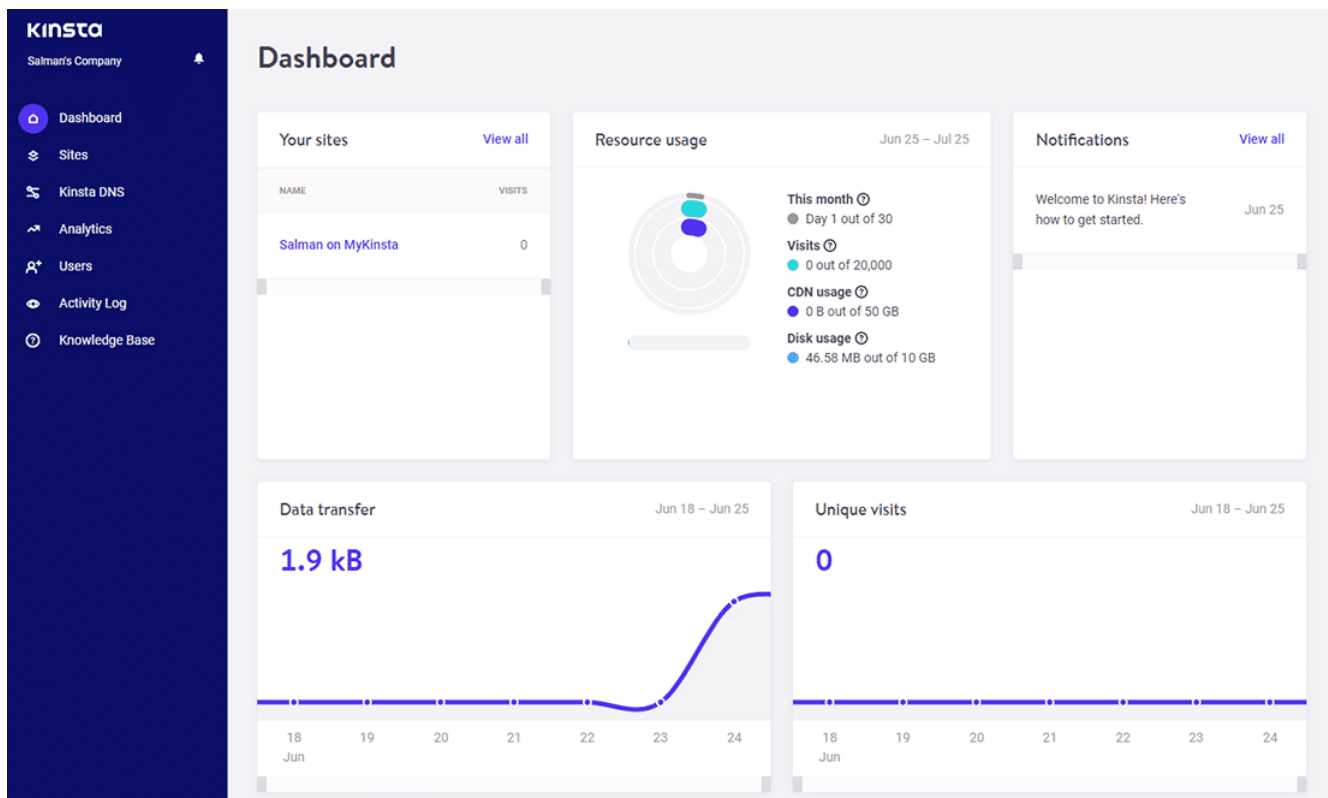 KINSTA
Salman's Company
Dashboard
Sites
Kinsta DNS
Analytics
Users
Activity Log
Knowledge Base
Dashboard
Your sites View all
NAME VISITS
Salman on MyKinsta 0
Resource usage Jun 25 – Jul 25
This month ?
Day 1 out of 30
Visits ?
0 out of 20,000
CDN usage ?
0 B out of 50 GB
Disk usage ?
46.58 MB out of 10 GB
Notifications View all
Welcome to Kinsta! Here's
how to get started.
Jun 25
Data transfer Jun 18 – Jun 25
1.9 kB
18 19 20 21 22 23 24
Jun
Unique visits Jun 18 – Jun 25
0
18 19 20 21 22 23 24
Jun